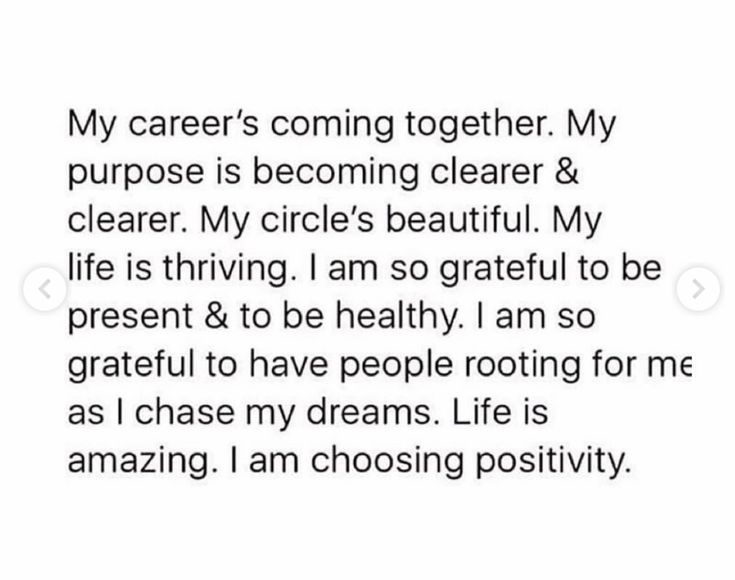 My career's coming together. My
purpose is becoming clearer &
clearer. My circle's beautiful. My
life is thriving. I am so grateful to be
present & to be healthy. I am so
grateful to have people rooting for me
as I chase my dreams. Life is
amazing. I am choosing positivity.